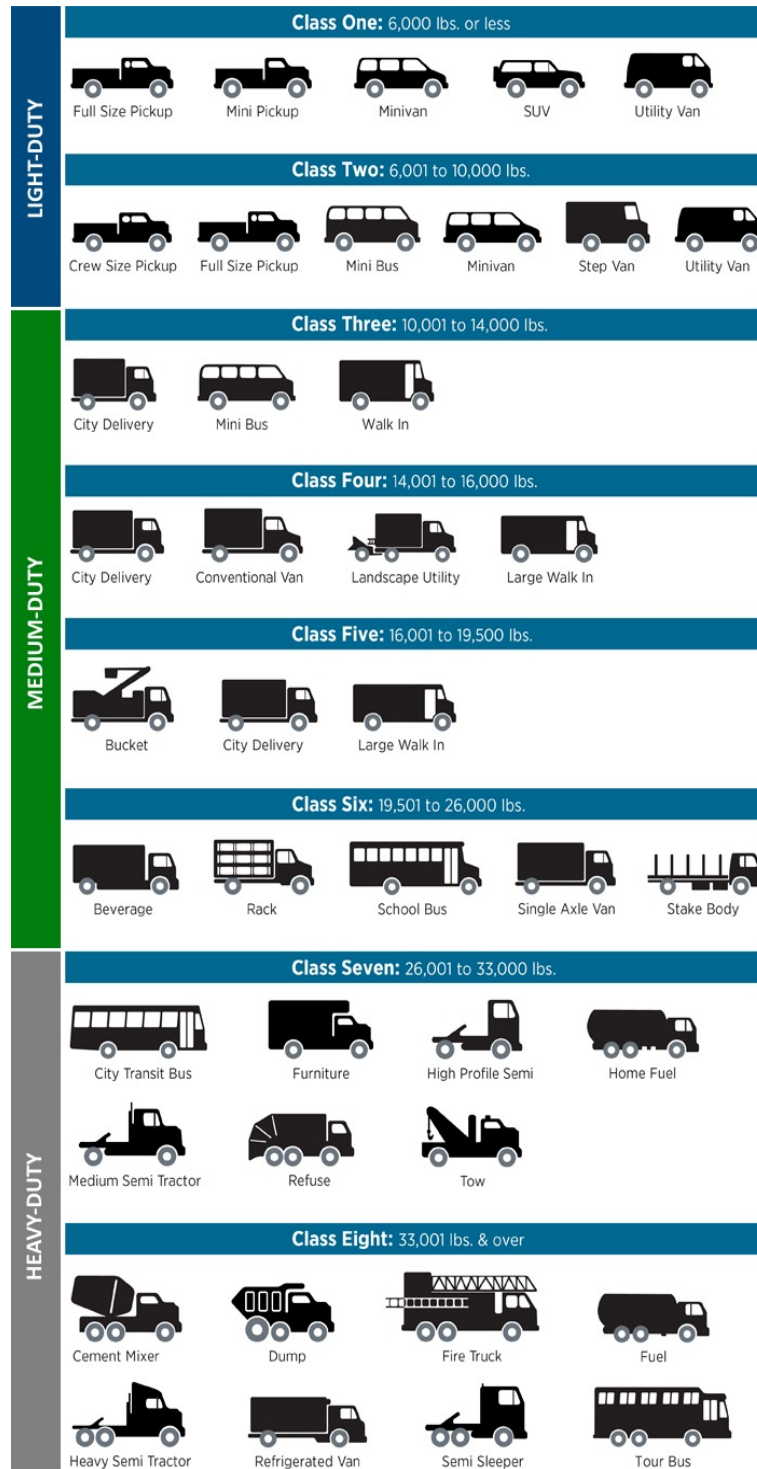 LIGHT-DUTY
Class One: 6,000 lbs. or less
Full Size Pickup Mini Pickup Minivan SUV Utility Van
Class Two: 6,001 to 10,000 lbs.
Crew Size Pickup Full Size Pickup Mini Bus Minivan Step Van Utility Van
MEDIUM-DUTY
Class Three: 10,001 to 14,000 lbs.
City Delivery Mini Bus Walk In
Class Four: 14,001 to 16,000 lbs.
City Delivery Conventional Van Landscape Utility Large Walk In
Class Five: 16,001 to 19,500 lbs.
Bucket City Delivery Large Walk In
Class Six: 19,501 to 26,000 lbs.
Beverage Rack School Bus Single Axle Van Stake Body
HEAVY-DUTY
Class Seven: 26,001 to 33,000 lbs.
City Transit Bus Furniture High Profile Semi Home Fuel
Medium Semi Tractor Refuse Tow
Class Eight: 33,001 lbs. & over
Cement Mixer Dump Fire Truck Fuel
Heavy Semi Tractor Refrigerated Van Semi Sleeper Tour Bus